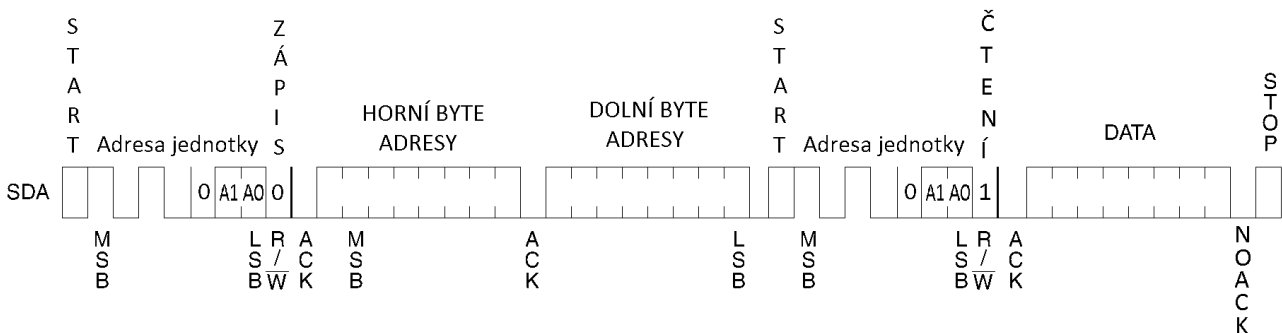 START
ZÁPIS
START
ČTENÍ
STOP
HORNÍ BYTE
ADRESY
DOLNÍ BYTE
ADRESY
DATA
Adresa jednotky
Adresa jednotky
SDA
0 A1 A0 0
0 A1 A0 1
MSB
LSB
R/W
ACK
MSB
ACK
LSB
MSB
LSB
R/W
ACK
NOACK